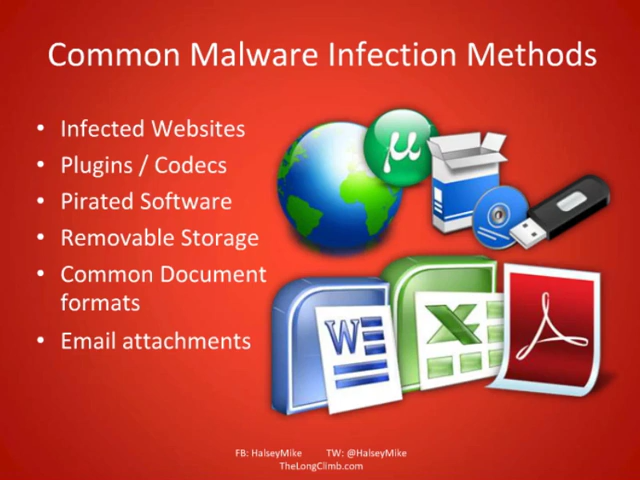 Common Malware Infection Methods
• Infected Websites
• Plugins / Codecs
• Pirated Software
• Removable Storage
• Common Document
formats
• Email attachments
µ
W
X
FB: HalseyMike TW: @HalseyMike
TheLongClimb.com